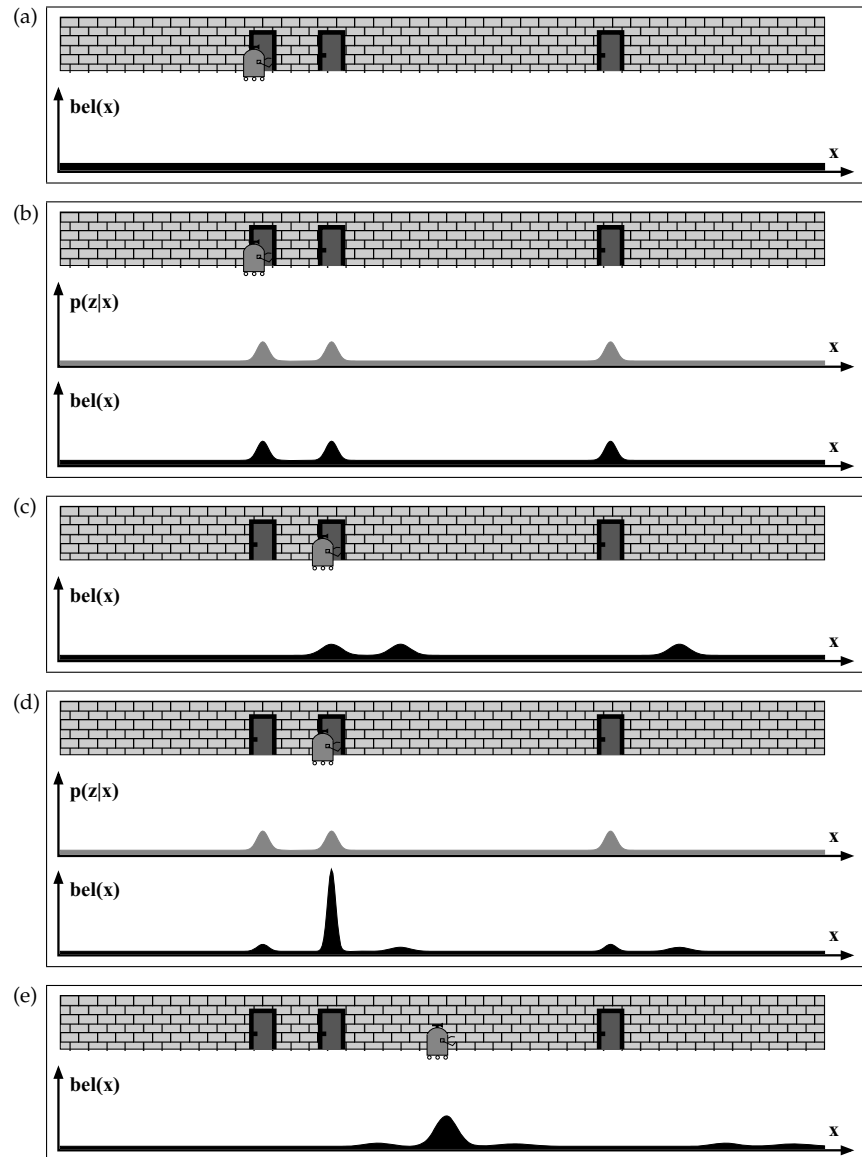 (a)
bel(x)
x
(b)
p(z|x)
x
bel(x)
x
(c)
bel(x)
x
(d)
p(z|x)
x
bel(x)
x
(e)
bel(x)
x